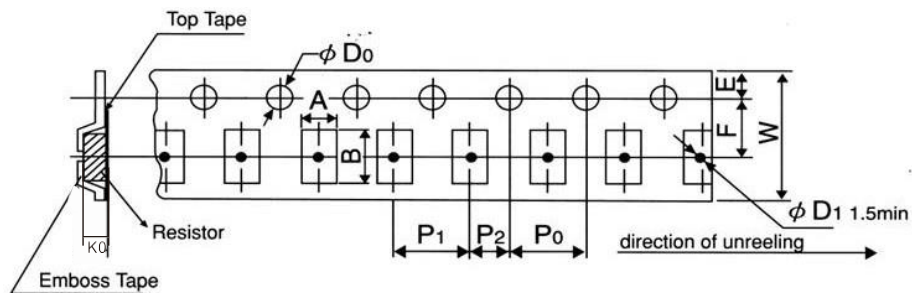 Top Tape
ϕ D0
A
B
E
F
W
K0
Resistor
Emboss Tape
P1
P2
P0
ϕ D1 1.5min
direction of unreeling